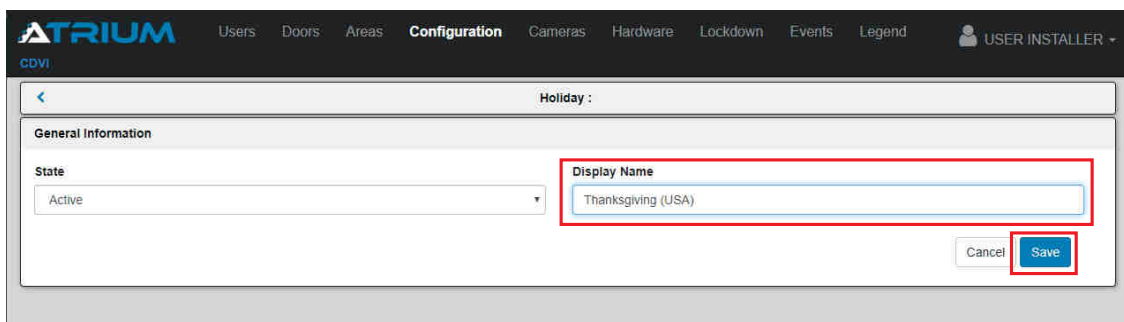 ATRIUM Users Doors Areas Configuration Cameras Hardware Lockdown Events Legend USER INSTALLER
CDVI
Holiday :
General Information
State Display Name
Active Thanksgiving (USA)
Cancel Save